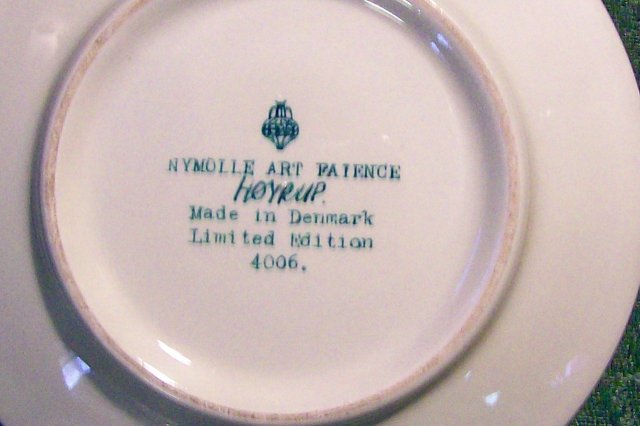 NYMOLLE ART FAIENCE
HOYRUP.
Made in Denmark
Limited Edition
4006.